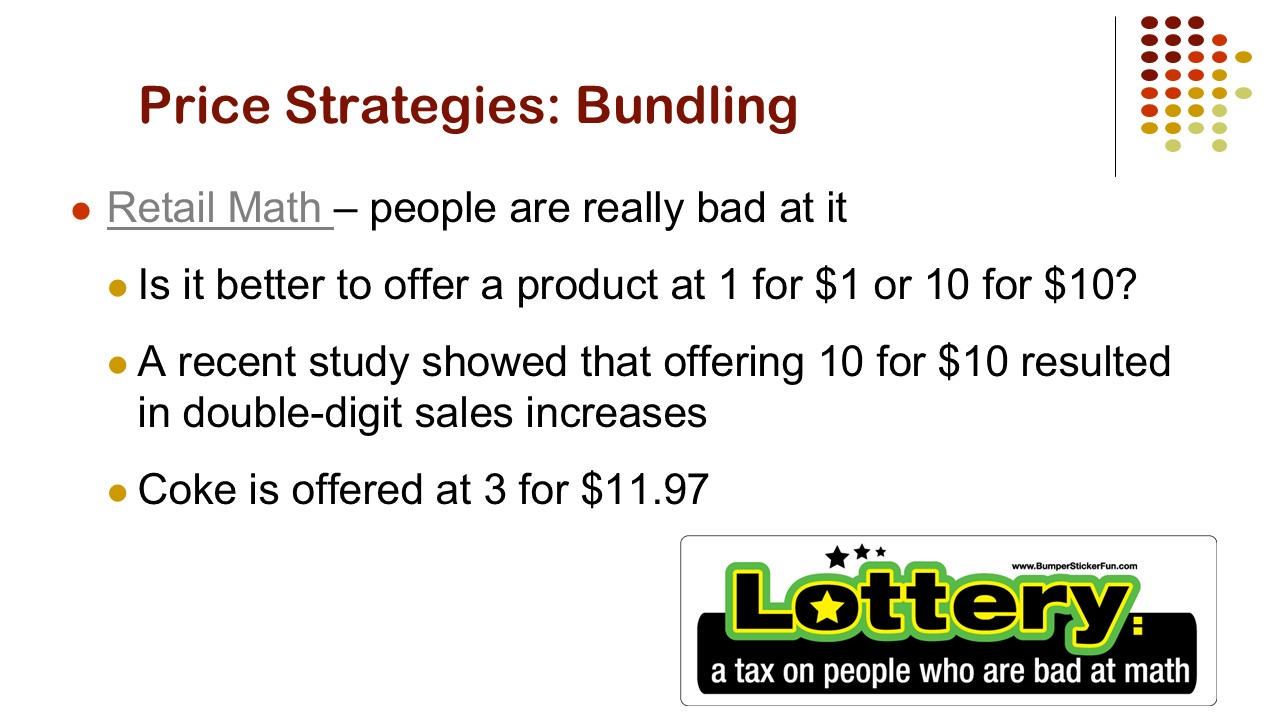 Price Strategies: Bundling
Retail Math – people are really bad at it
Is it better to offer a product at 1 for $1 or 10 for $10?
A recent study showed that offering 10 for $10 resulted
in double-digit sales increases
Coke is offered at 3 for $11.97
www.BumperStickerFun.com
Lottery:
a tax on people who are bad at math